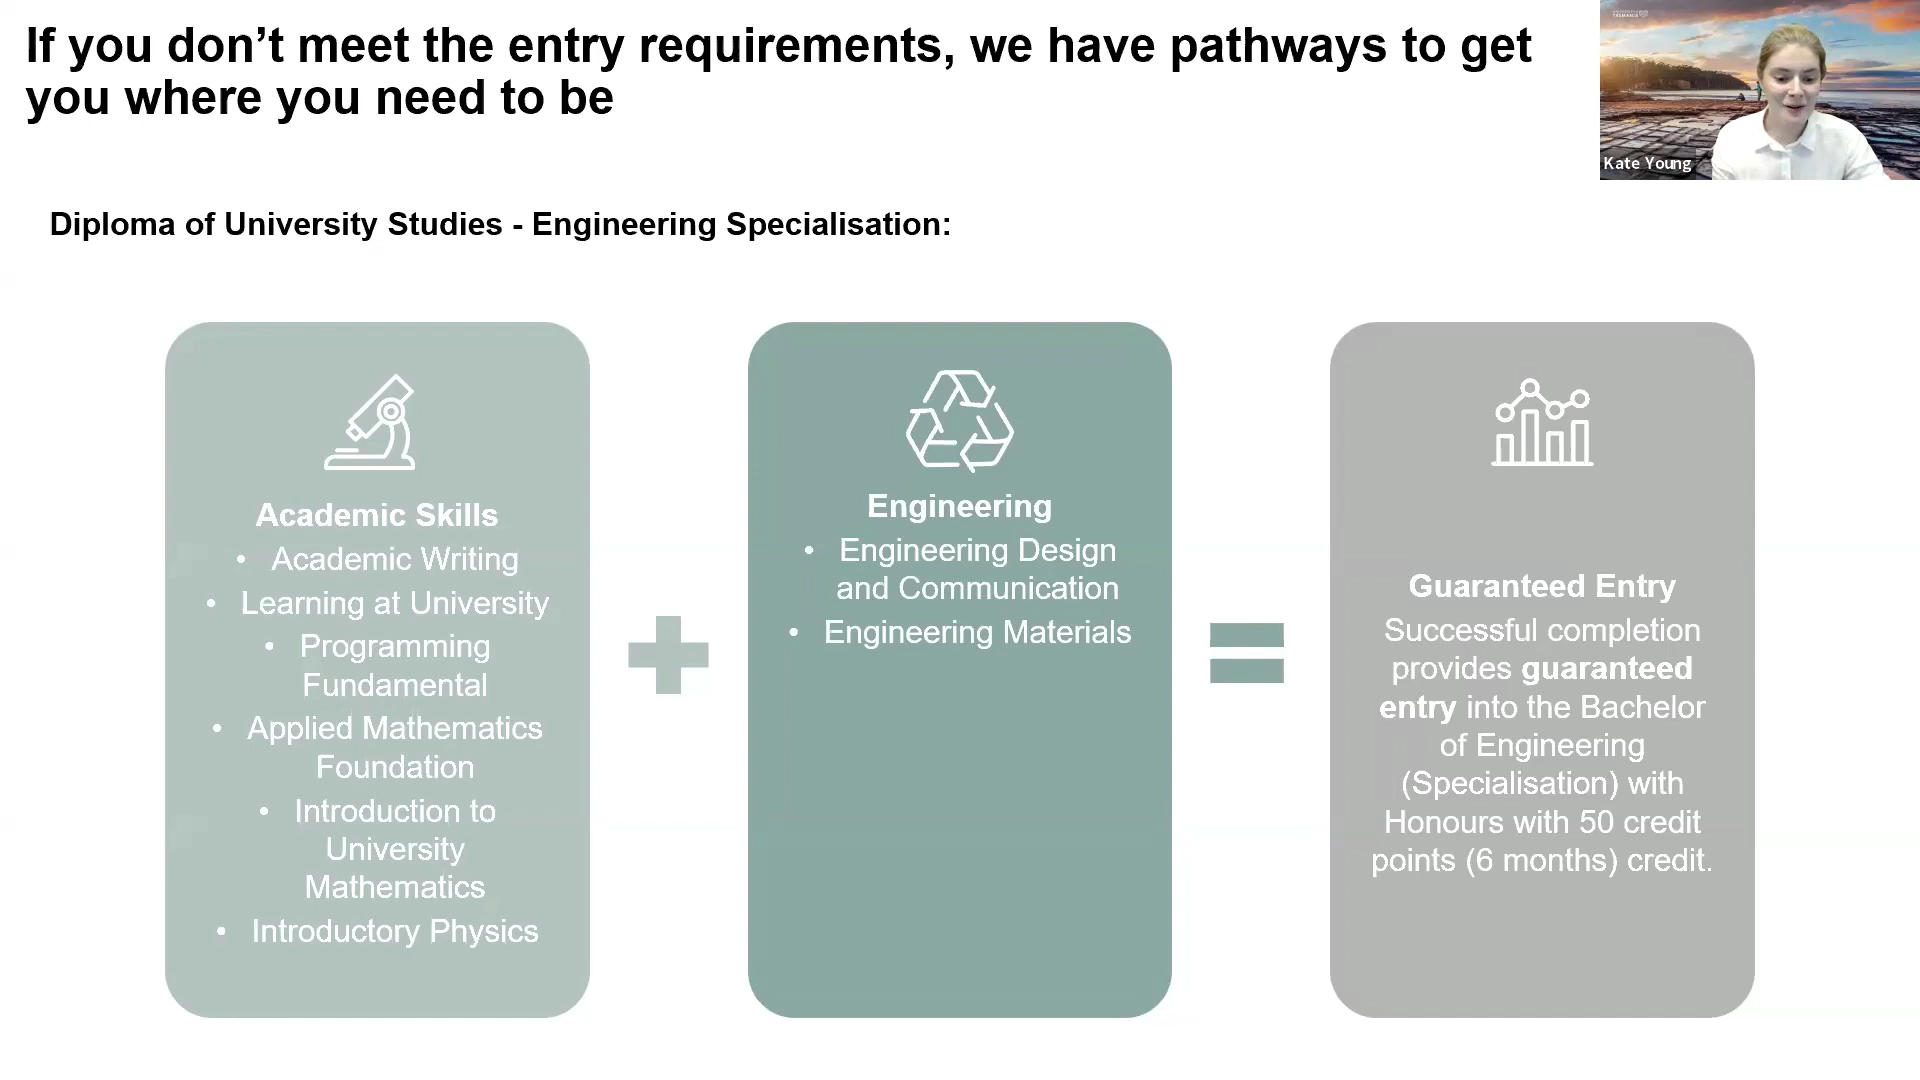 If you don’t meet the entry requirements, we have pathways to get
you where you need to be
TASMANIA
Kate Young
Diploma of University Studies - Engineering Specialisation:
Academic Skills
• Academic Writing
• Learning at University
• Programming
Fundamental
• Applied Mathematics
Foundation
• Introduction to
University
Mathematics
• Introductory Physics
Engineering
• Engineering Design
and Communication
• Engineering Materials
Guaranteed Entry
Successful completion
provides guaranteed
entry into the Bachelor
of Engineering
(Specialisation) with
Honours with 50 credit
points (6 months) credit.